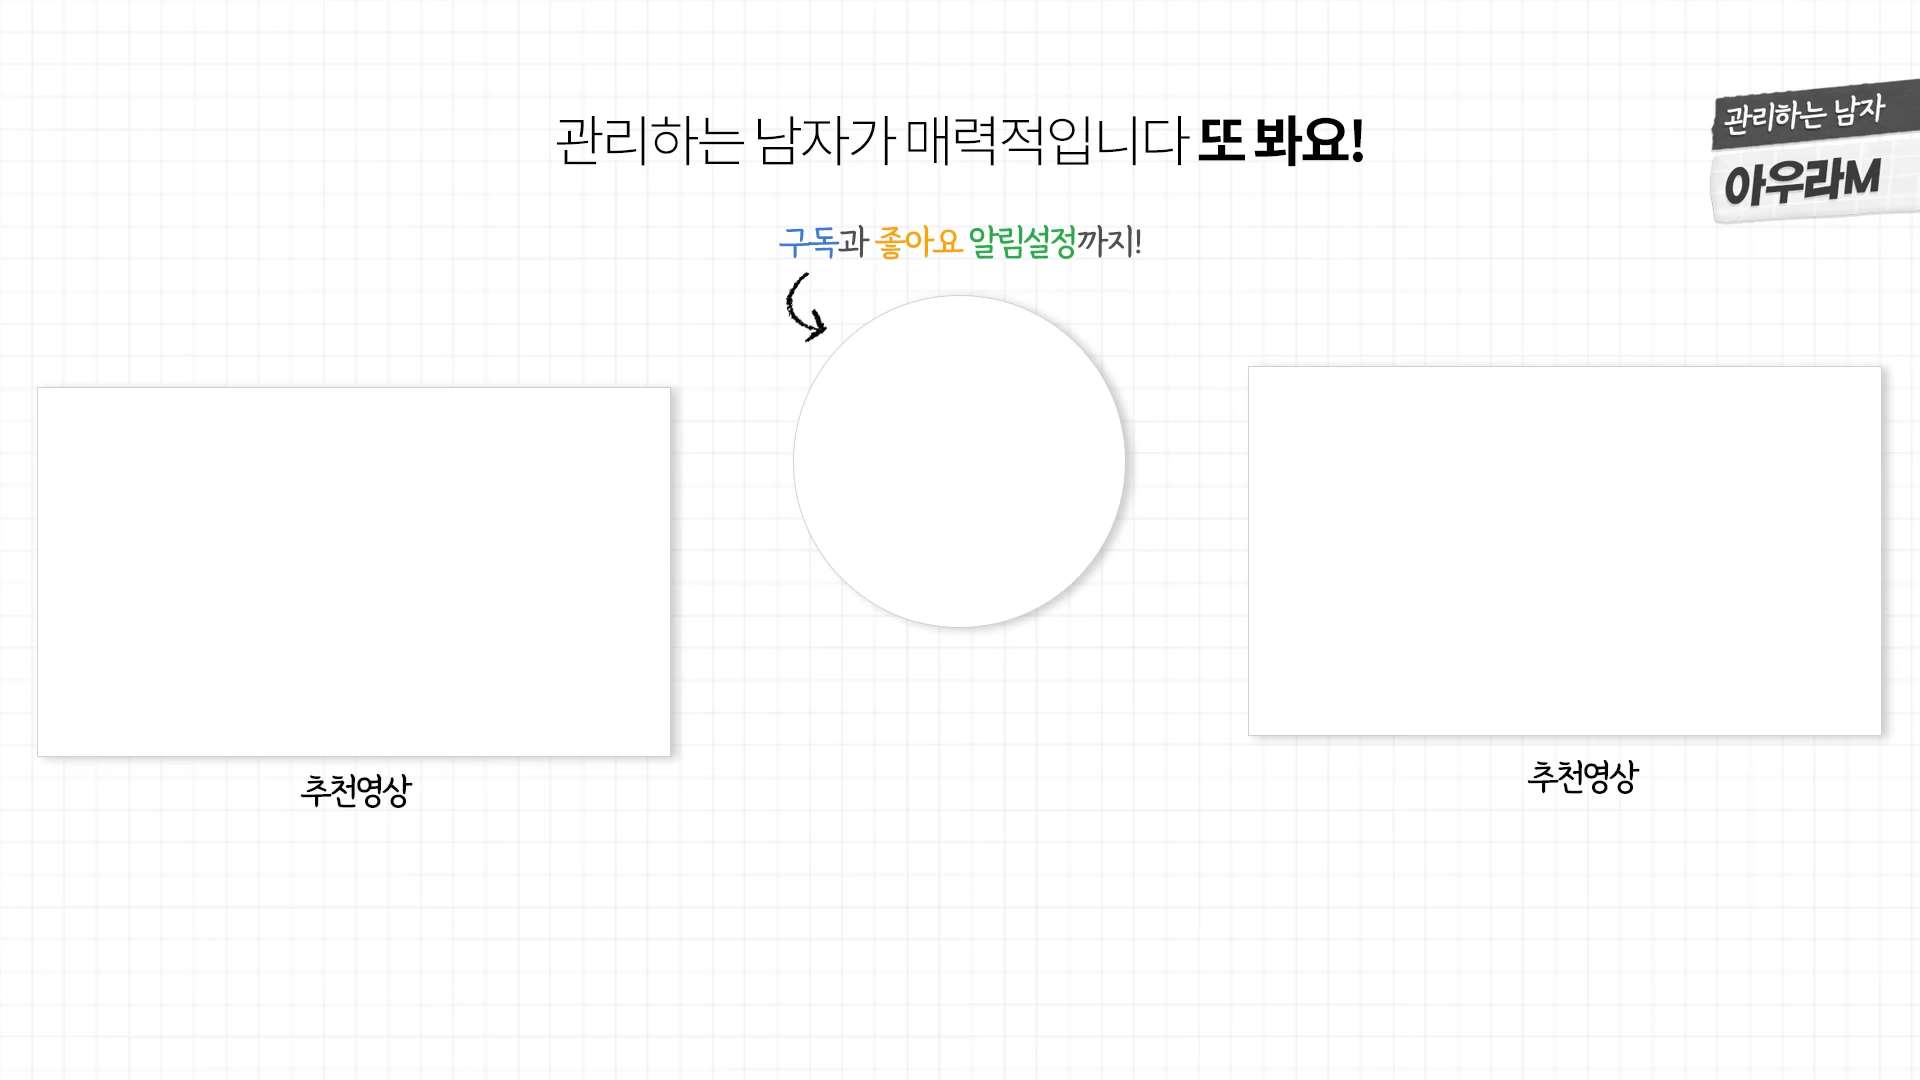 관리하는 남자가 매력적입니다 또 봐요!
관리하는 남자
아우라M
구독과 좋아요 알림설정까지!
추천영상
추천영상